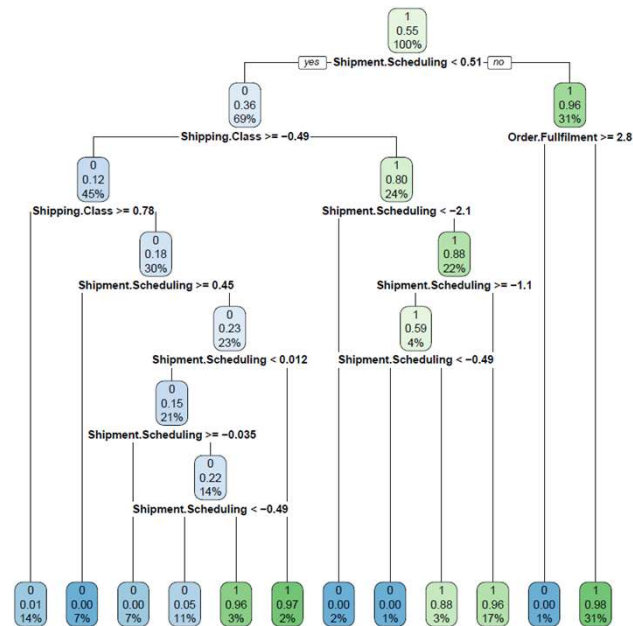 1
0.55
100%
yes Shipment.Scheduling < 0.51 no
0
0.36
69%
1
0.96
31%
Shipping.Class >= −0.49
Order.Fullfilment >= 2.8
0
0.12
45%
1
0.80
24%
Shipping.Class >= 0.78
Shipment.Scheduling < −2.1
0
0.18
30%
1
0.88
22%
Shipment.Scheduling >= 0.45
Shipment.Scheduling >= −1.1
0
0.23
23%
1
0.59
4%
Shipment.Scheduling < 0.012
Shipment.Scheduling < −0.49
0
0.15
21%
Shipment.Scheduling >= −0.035
0
0.22
14%
Shipment.Scheduling < −0.49
0 0 0 0 1 1 0 0 1 1 0 1
0.01 0.00 0.00 0.05 0.96 0.97 0.00 0.00 0.88 0.96 0.00 0.98
14% 7% 7% 11% 3% 2% 2% 1% 3% 17% 1% 31%